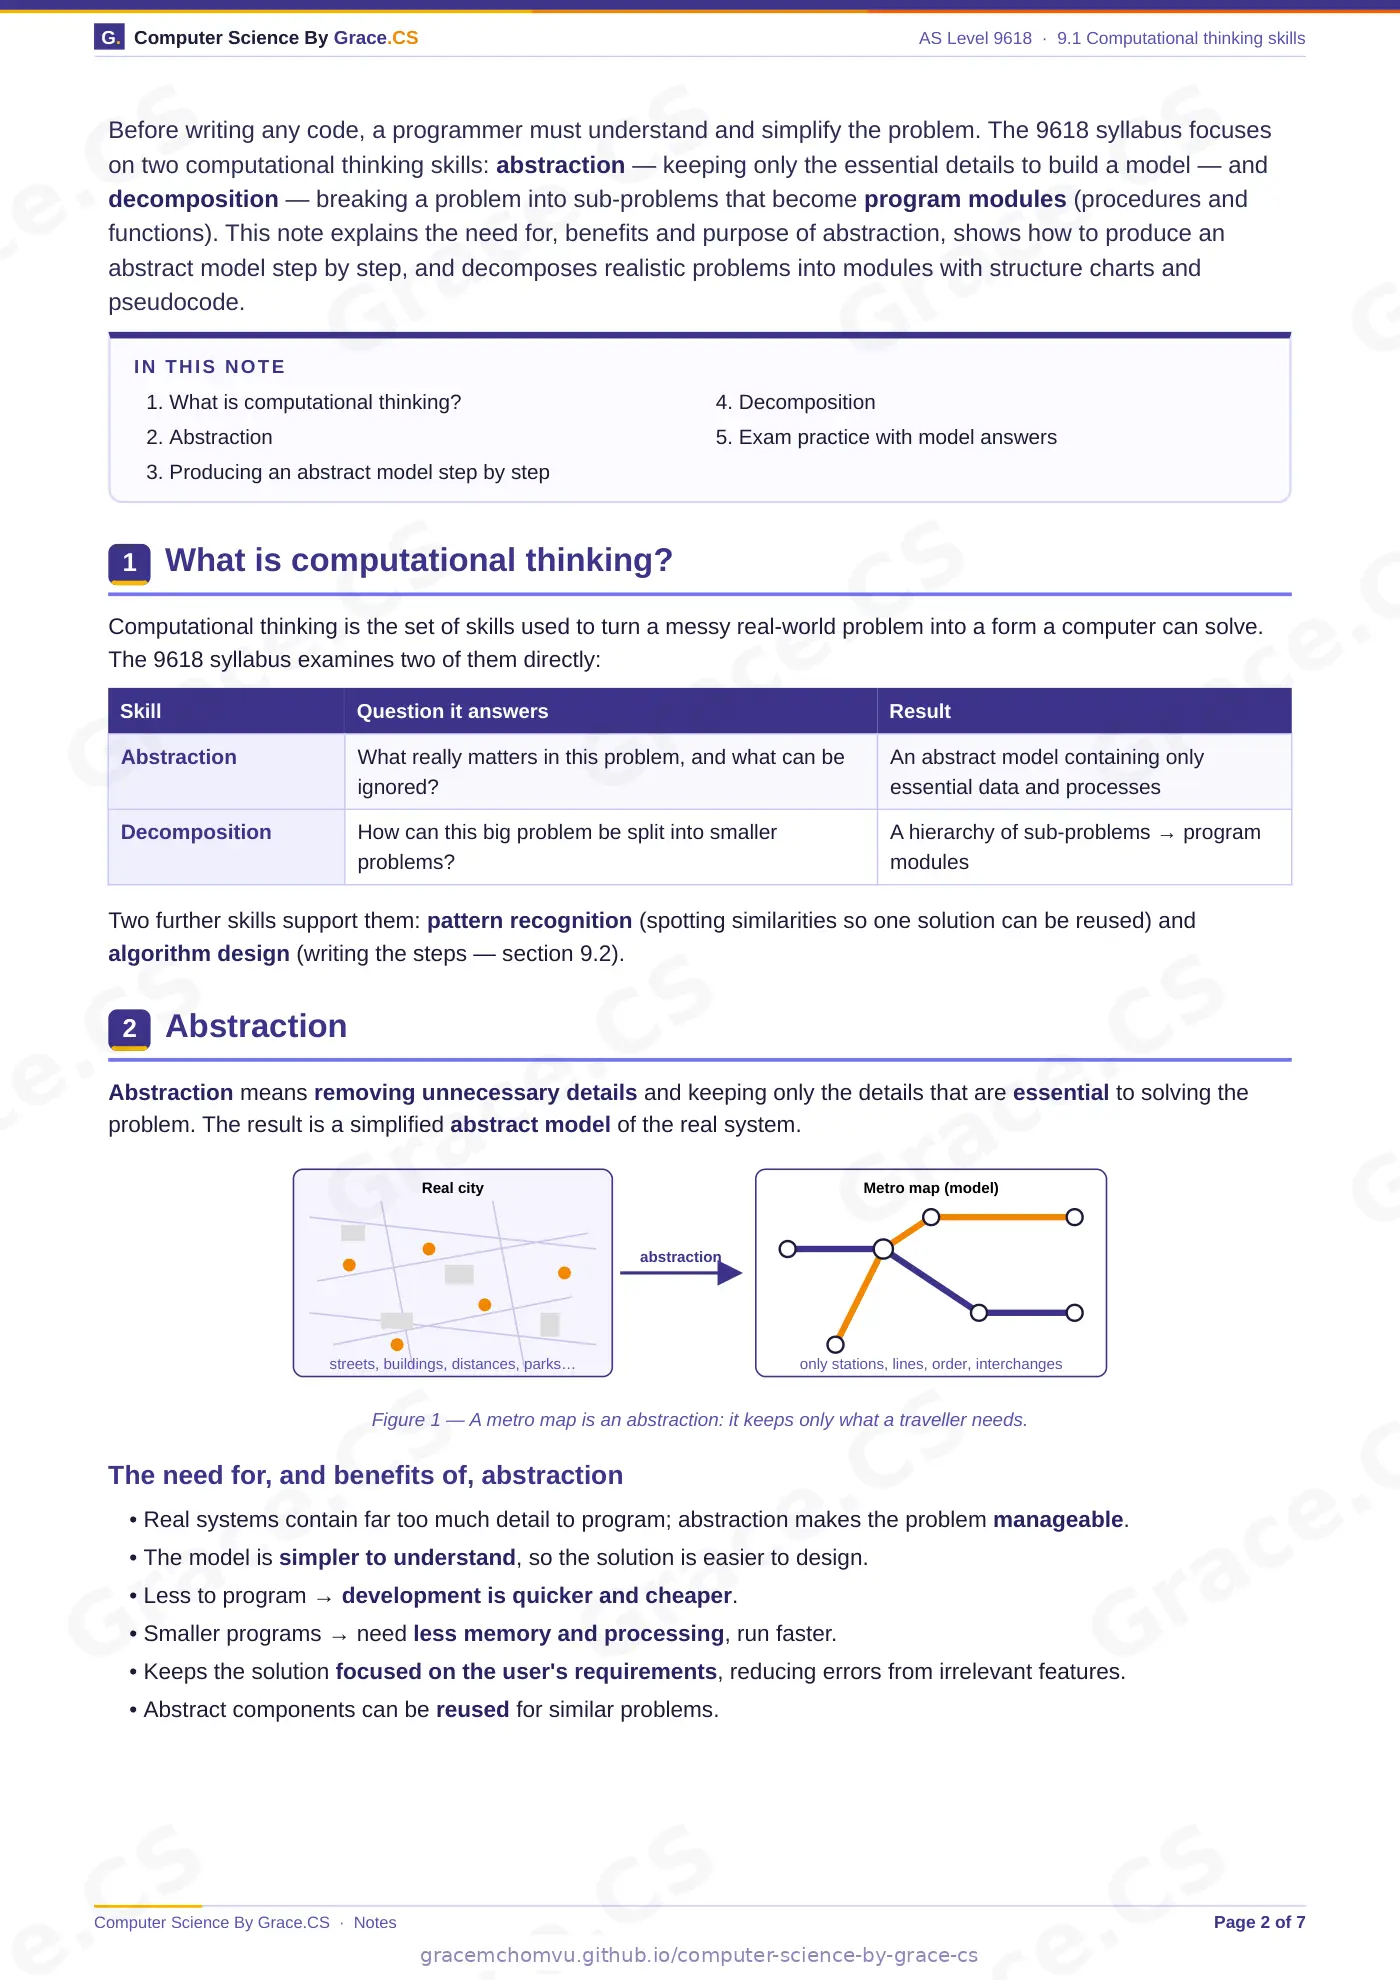 G. Computer Science By Grace.CS
AS Level 9618 · 9.1 Computational thinking skills
Before writing any code, a programmer must understand and simplify the problem. The 9618 syllabus focuses
on two computational thinking skills: abstraction — keeping only the essential details to build a model — and
decomposition — breaking a problem into sub-problems that become program modules (procedures and
functions). This note explains the need for, benefits and purpose of abstraction, shows how to produce an
abstract model step by step, and decomposes realistic problems into modules with structure charts and
pseudocode.
IN THIS NOTE
1. What is computational thinking?
2. Abstraction
3. Producing an abstract model step by step
4. Decomposition
5. Exam practice with model answers
1 What is computational thinking?
Computational thinking is the set of skills used to turn a messy real-world problem into a form a computer can solve.
The 9618 syllabus examines two of them directly:
Skill Question it answers Result
Abstraction What really matters in this problem, and what can be ignored? An abstract model containing only essential data and processes
Decomposition How can this big problem be split into smaller problems? A hierarchy of sub-problems → program modules
Two further skills support them: pattern recognition (spotting similarities so one solution can be reused) and
algorithm design (writing the steps — section 9.2).
2 Abstraction
Abstraction means removing unnecessary details and keeping only the details that are essential to solving the
problem. The result is a simplified abstract model of the real system.
Real city
streets, buildings, distances, parks…
abstraction
Metro map (model)
only stations, lines, order, interchanges
Figure 1 — A metro map is an abstraction: it keeps only what a traveller needs.
The need for, and benefits of, abstraction
• Real systems contain far too much detail to program; abstraction makes the problem manageable.
• The model is simpler to understand, so the solution is easier to design.
• Less to program → development is quicker and cheaper.
• Smaller programs → need less memory and processing, run faster.
• Keeps the solution focused on the user's requirements, reducing errors from irrelevant features.
• Abstract components can be reused for similar problems.
Computer Science By Grace.CS · Notes
Page 2 of 7
gracemchomvu.github.io/computer-science-by-grace-cs